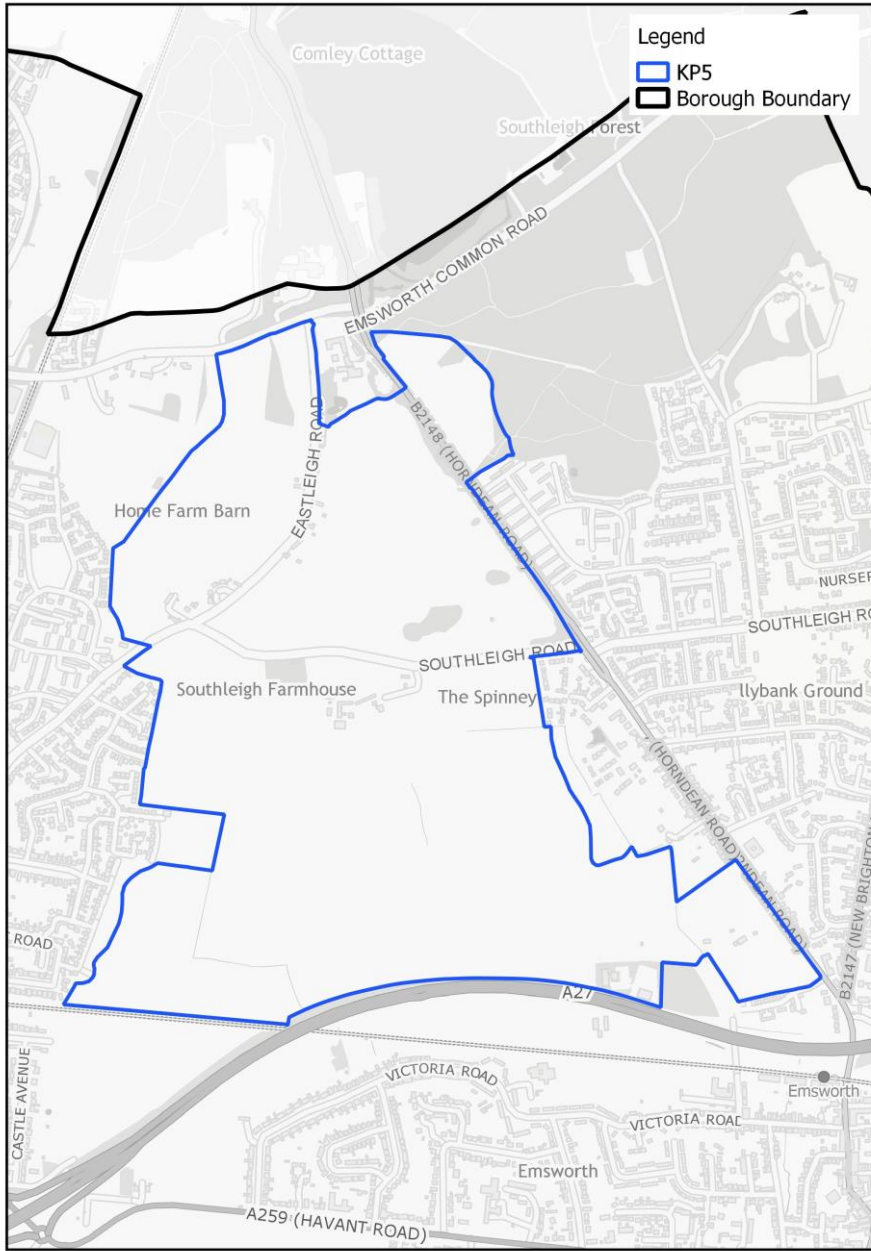 Legend
KP5
Borough Boundary
Comley Cottage
Southleigh Forest
EMSWORTH COMMON ROAD
B2148 (HORNDEAN ROAD)
EASTLEIGH ROAD
Home Farm Barn
NURSER
SOUTHLEIGH RO
SOUTHLEIGH ROAD
Southleigh Farmhouse
The Spinney
llybank Ground
(HORNDEAN ROAD)
RNDEAN ROAD)
B2147 (NEW BRIGHTON
ROAD
A27
CASTLE AVENUE
VICTORIA ROAD
Emsworth
VICTORIA ROAD
Emsworth
A259 (HAVANT ROAD)